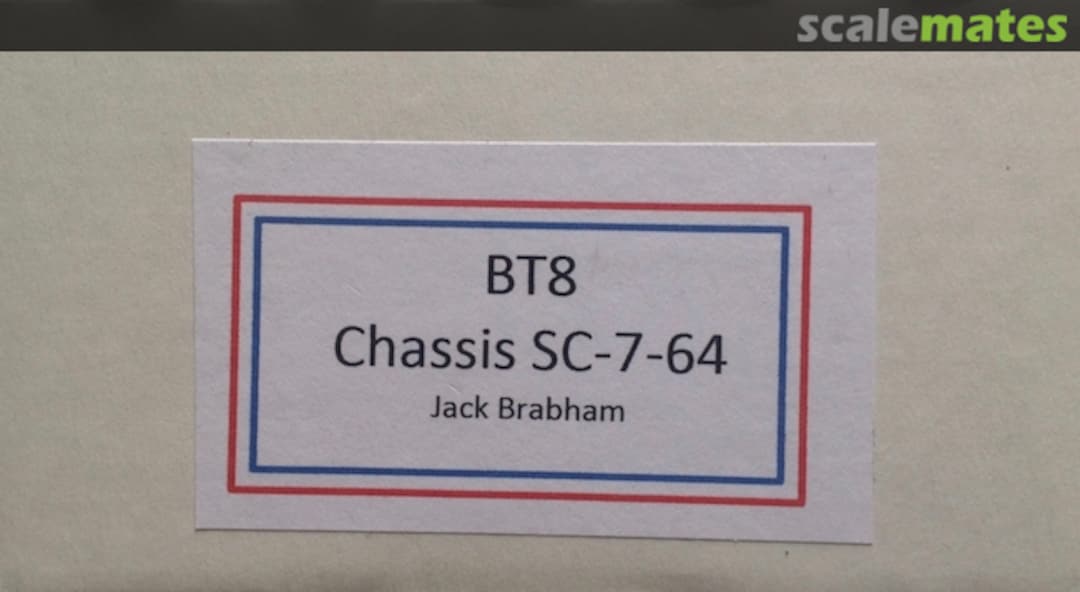 scalemates
BT8
Chassis SC-7-64
Jack Brabham